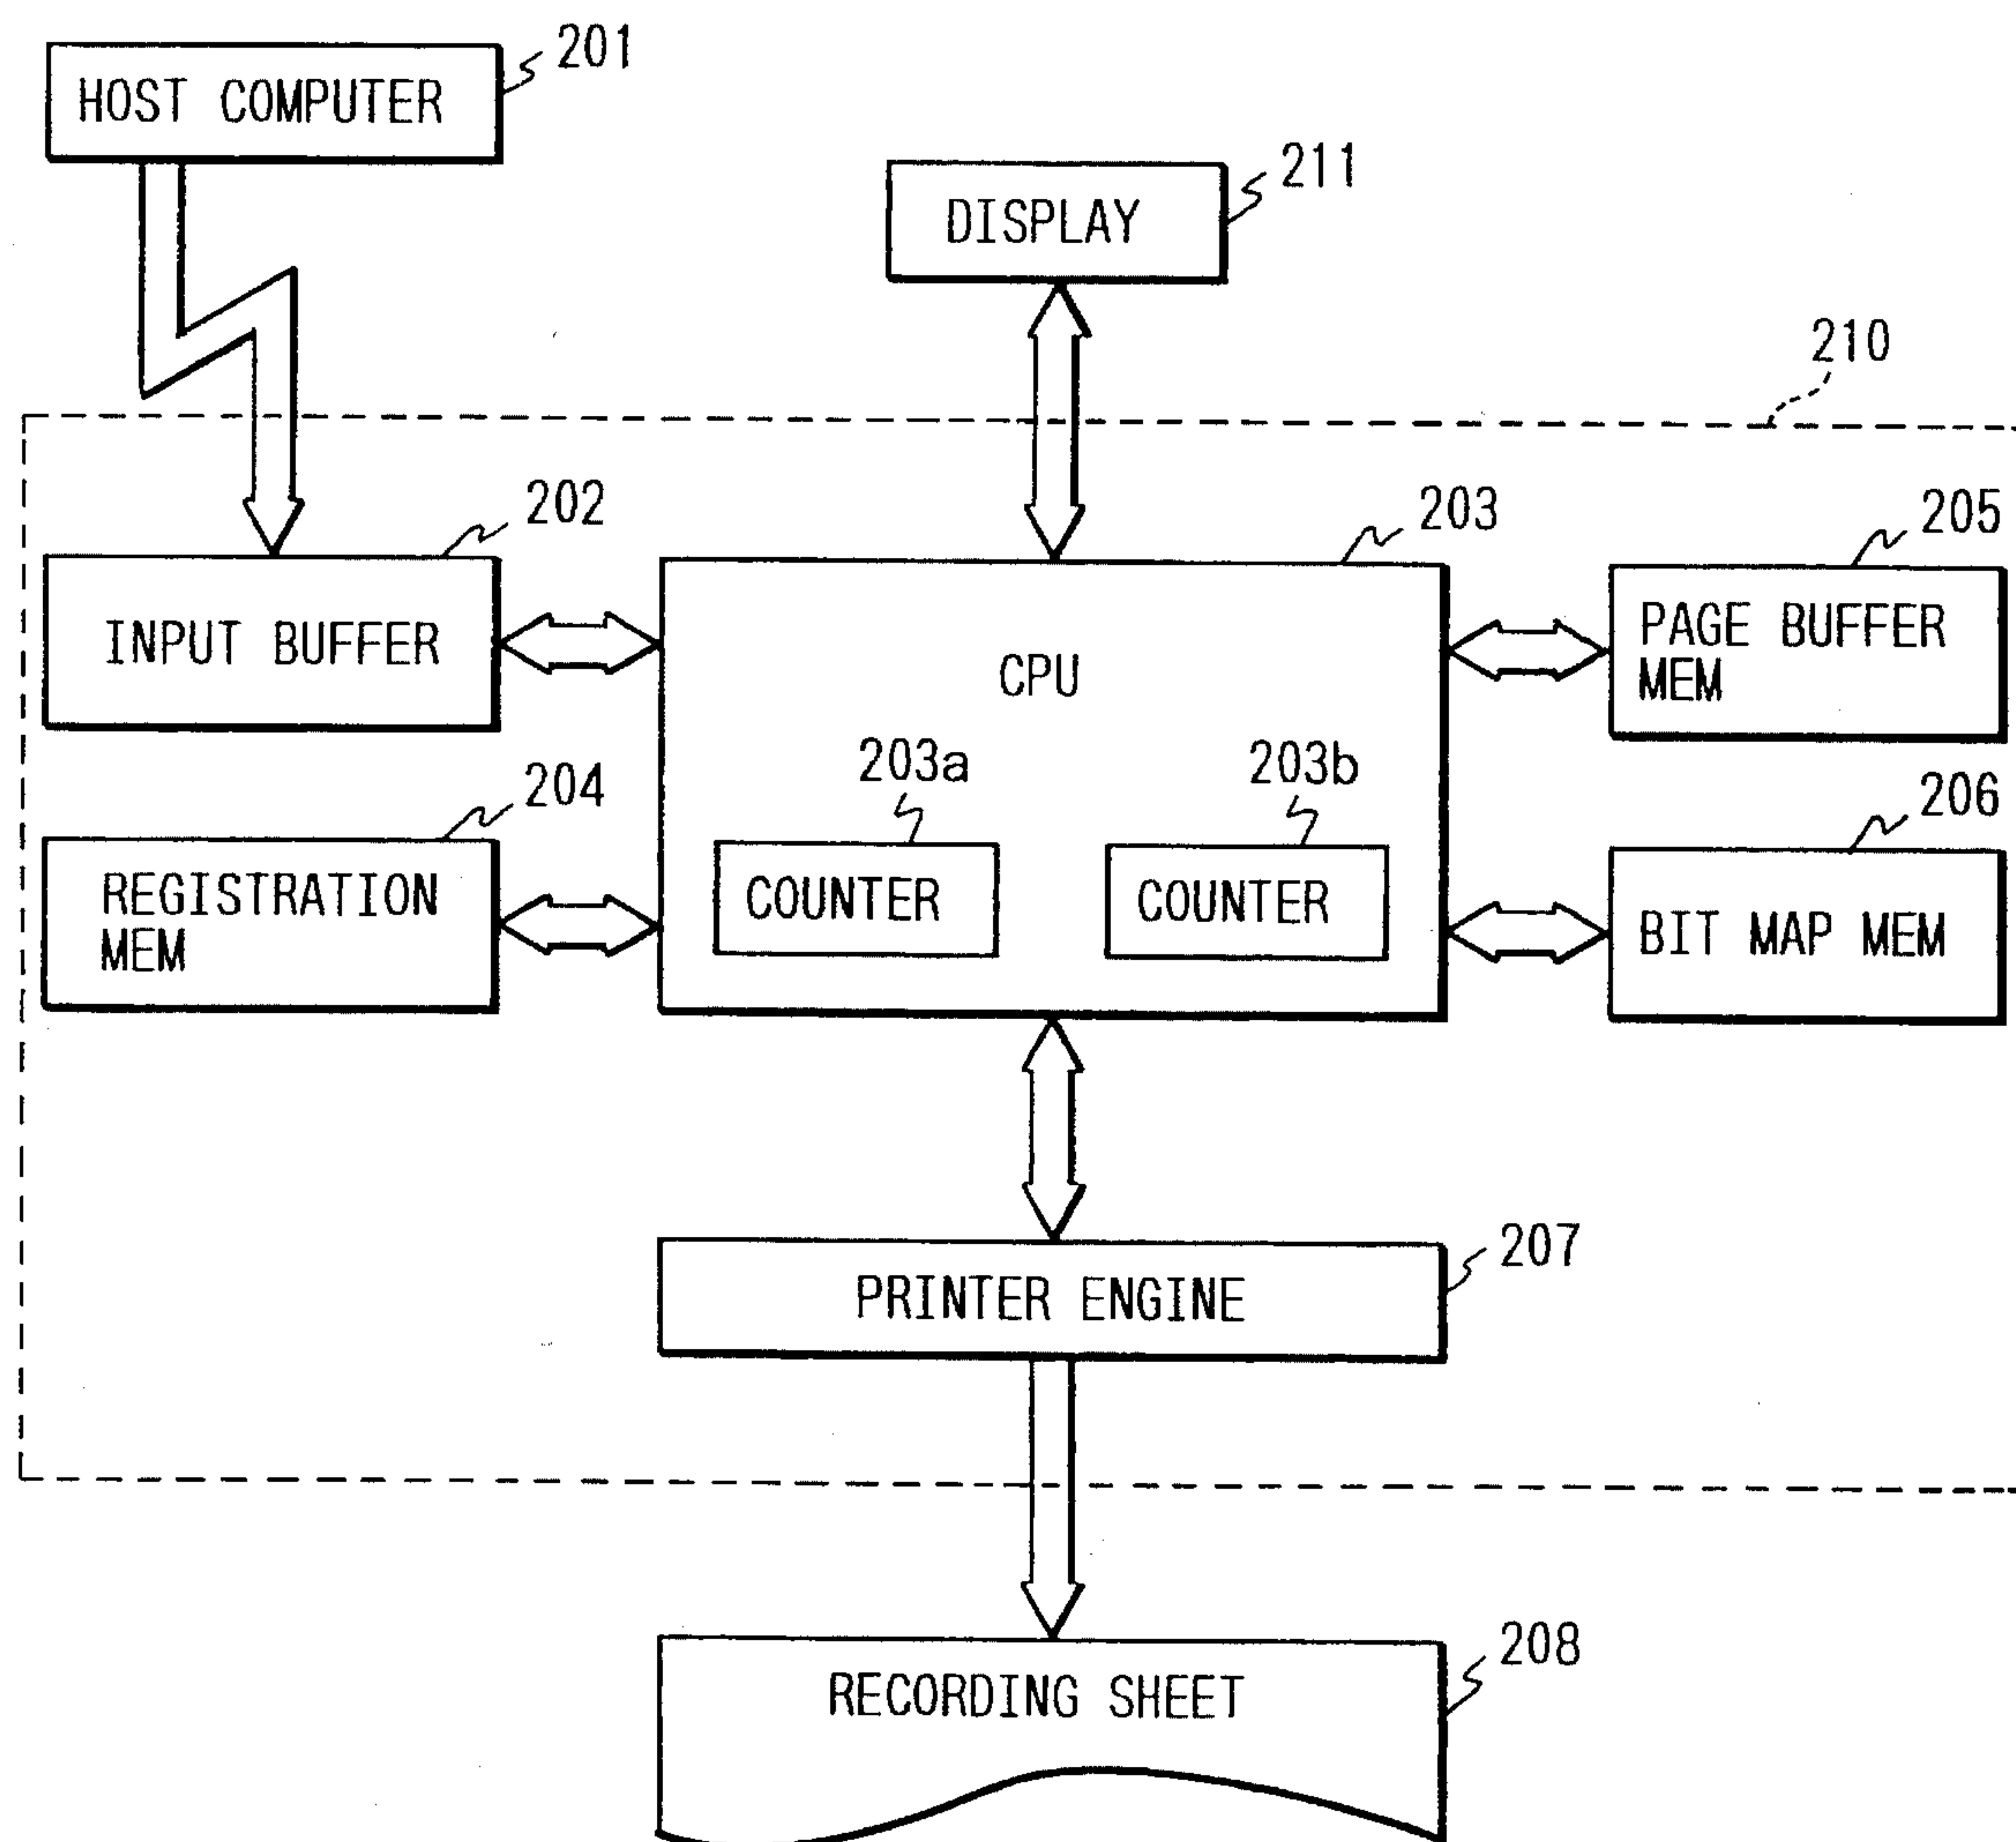 201
HOST COMPUTER
211
DISPLAY
210
202
203
205
INPUT BUFFER
CPU
PAGE BUFFER
MEM
203a
203b
204
206
REGISTRATION
MEM
COUNTER
COUNTER
BIT MAP MEM
207
PRINTER ENGINE
208
RECORDING SHEET